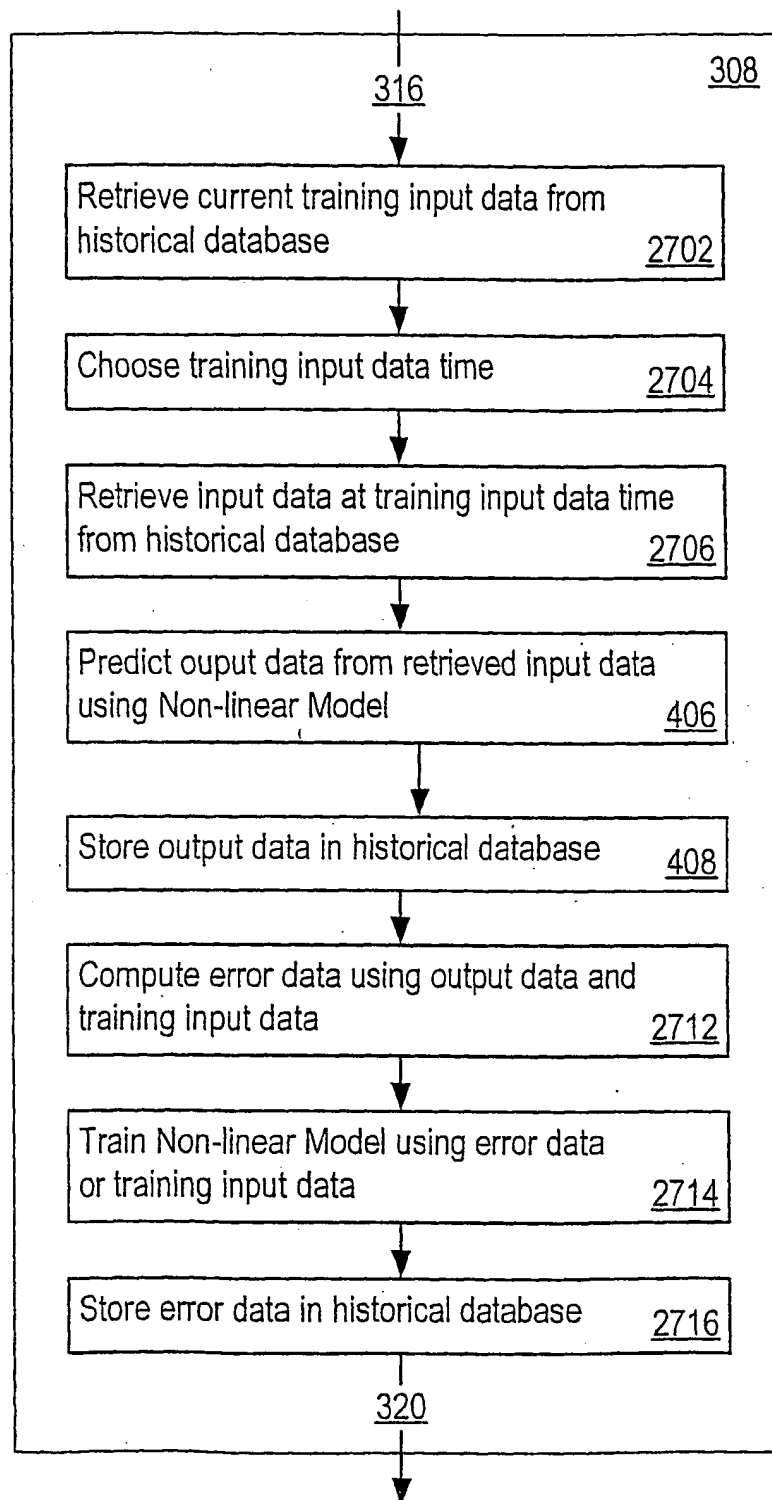 308
316
Retrieve current training input data from
historical database 2702
Choose training input data time 2704
Retrieve input data at training input data time
from historical database 2706
Predict ouput data from retrieved input data
using Non-linear Model 406
Store output data in historical database 408
Compute error data using output data and
training input data 2712
Train Non-linear Model using error data
or training input data 2714
Store error data in historical database 2716
320